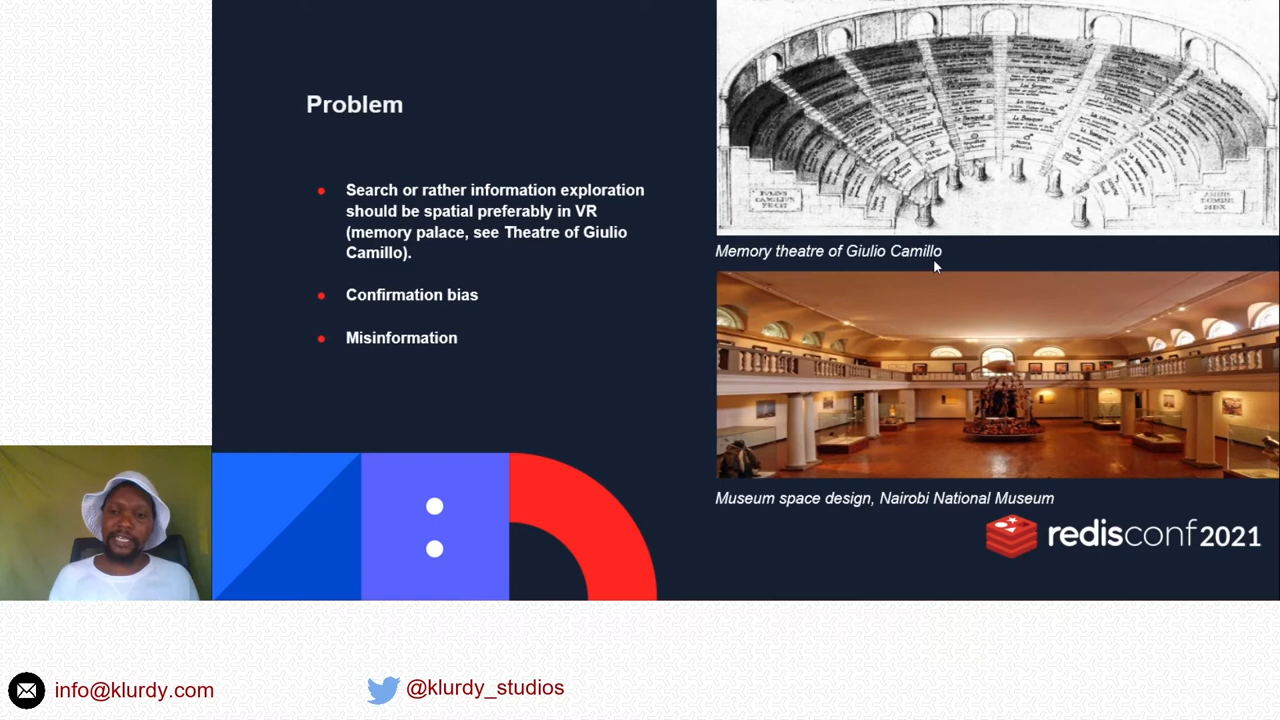 Problem
Search or rather information exploration
should be spatial preferably in VR
(memory palace, see Theatre of Giulio
Camillo).
Confirmation bias
Misinformation
Memory theatre of Giulio Camillo
Museum space design, Nairobi National Museum
redisconf 2021
info@klurdy.com
@klurdy_studios